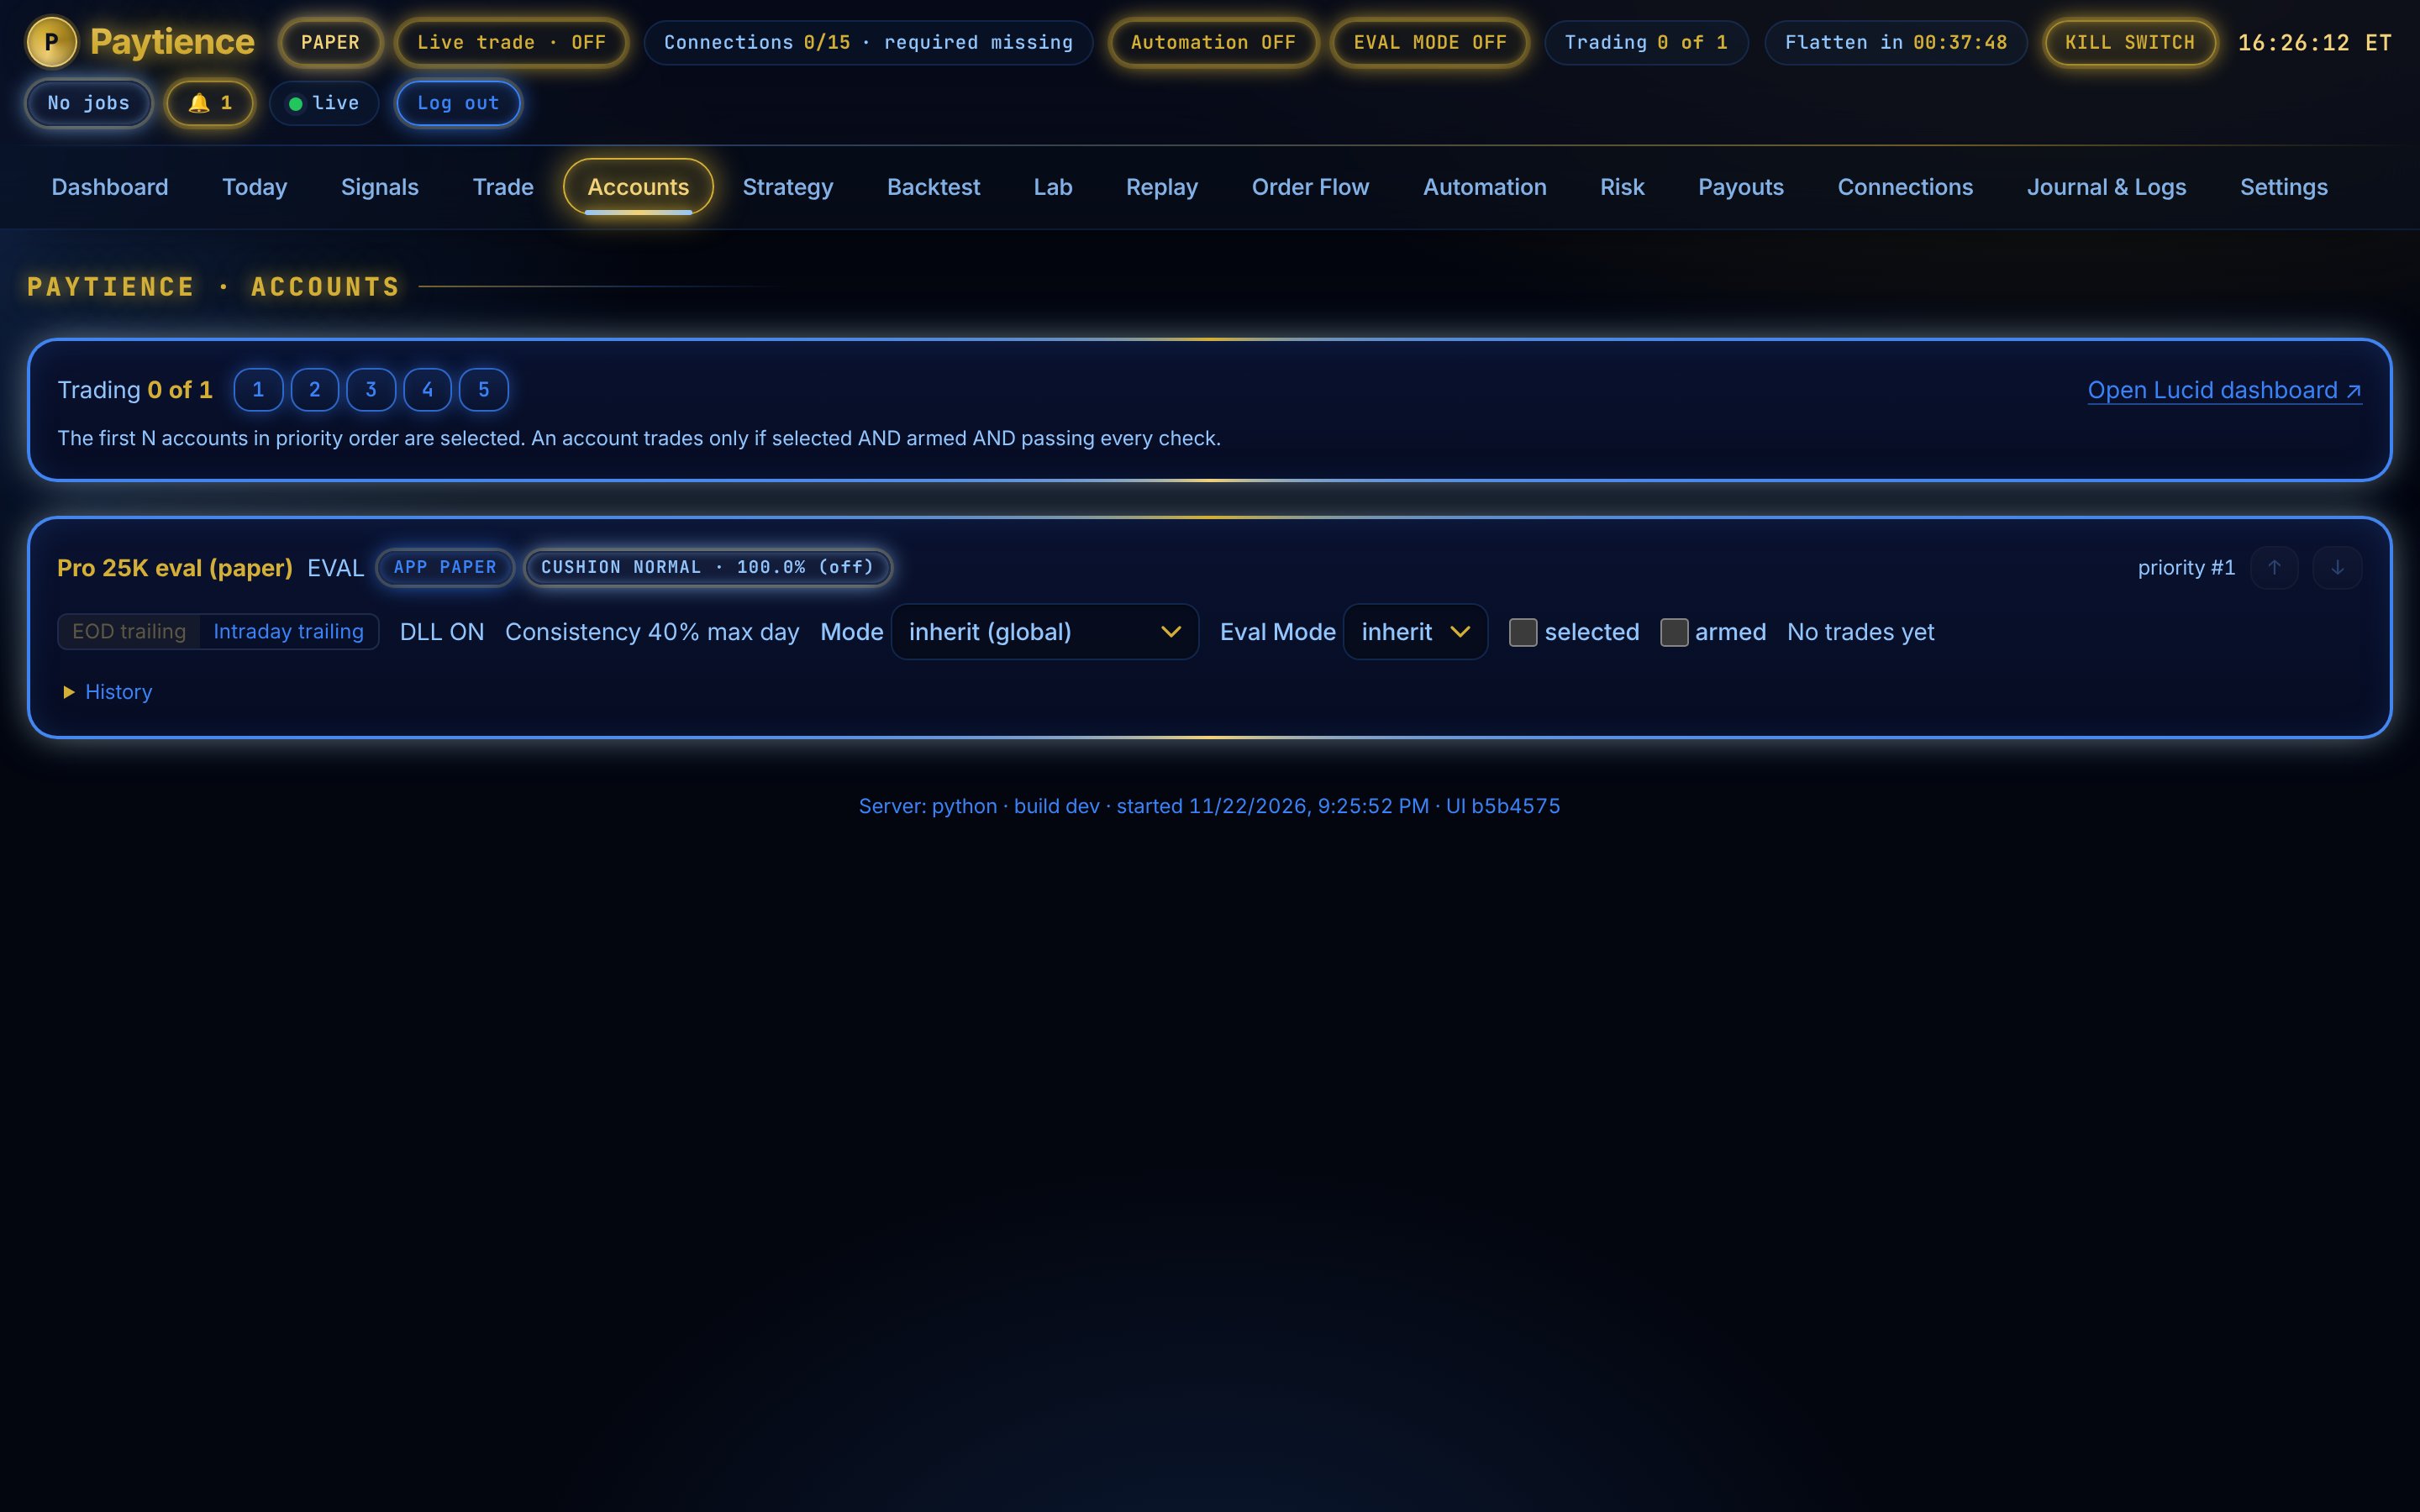 P Paytience PAPER Live trade · OFF Connections 0/15 · required missing Automation OFF EVAL MODE OFF Trading 0 of 1 Flatten in 00:37:48 KILL SWITCH 16:26:12 ET
No jobs 🔔 1 live Log out
Dashboard Today Signals Trade Accounts Strategy Backtest Lab Replay Order Flow Automation Risk Payouts Connections Journal & Logs Settings
PAYTIENCE · ACCOUNTS
Trading 0 of 1 1 2 3 4 5 Open Lucid dashboard ↗
The first N accounts in priority order are selected. An account trades only if selected AND armed AND passing every check.
Pro 25K eval (paper) EVAL APP PAPER CUSHION NORMAL · 100.0% (off) priority #1 ↑ ↓
EOD trailing Intraday trailing DLL ON Consistency 40% max day Mode inherit (global) Eval Mode inherit selected armed No trades yet
▶ History
Server: python · build dev · started 11/22/2026, 9:25:52 PM · UI b5b4575